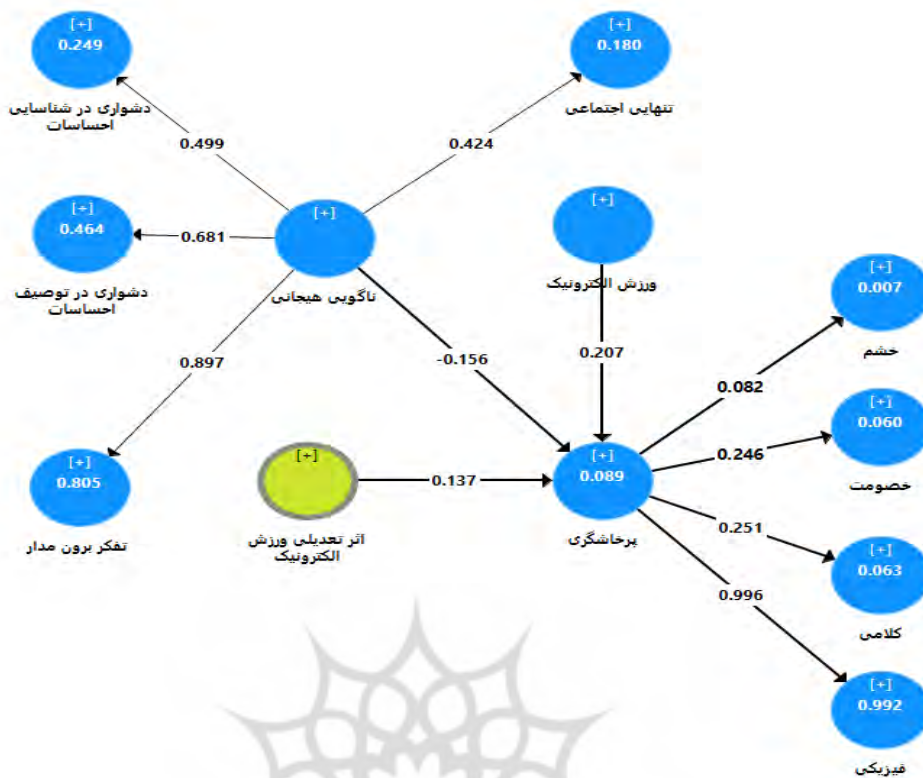 [+]
0.249
دشواری در شناسایی
احساسات
[+]
0.180
تنهایی اجتماعی
0.499
0.424
[+]
0.464
دشواری در توصیف
احساسات
0.681
[+]
ناگویی هیجانی
[+]
ورزش الکترونیک
[+]
0.007
خشم
0.897
-0.156
0.207
0.082
[+]
0.060
خصومت
0.246
[+]
0.805
تفکر برون مدار
[+]
اثر تعدیلی ورزش
الکترونیک
0.137
[+]
0.089
پرخاشگری
0.251
[+]
0.063
کلامی
0.996
[+]
0.992
فیزیکی